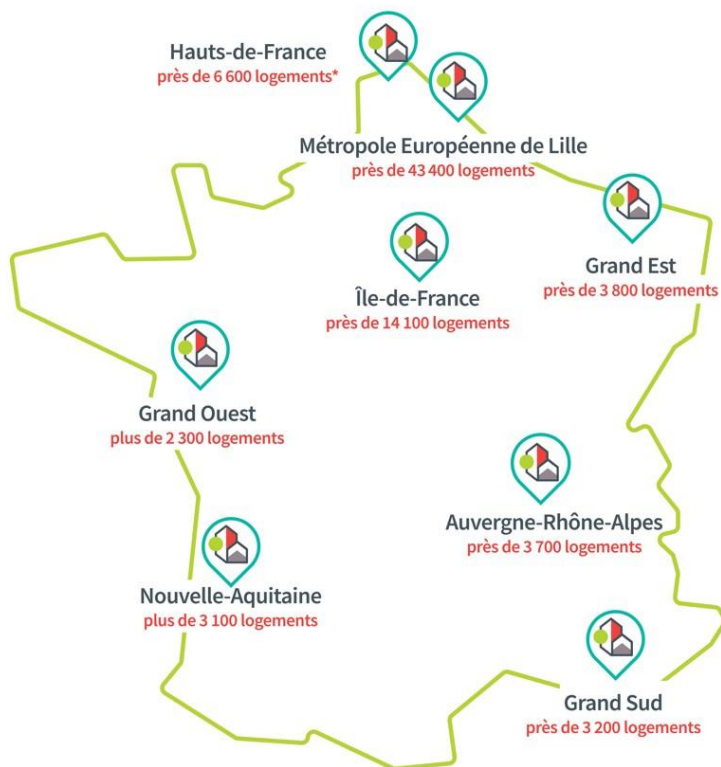 Hauts-de-France
près de 6 600 logements*
Métropole Européenne de Lille
près de 43 400 logements
Grand Est
près de 3 800 logements
Île-de-France
près de 14 100 logements
Grand Ouest
plus de 2 300 logements
Auvergne-Rhône-Alpes
près de 3 700 logements
Nouvelle-Aquitaine
plus de 3 100 logements
Grand Sud
près de 3 200 logements